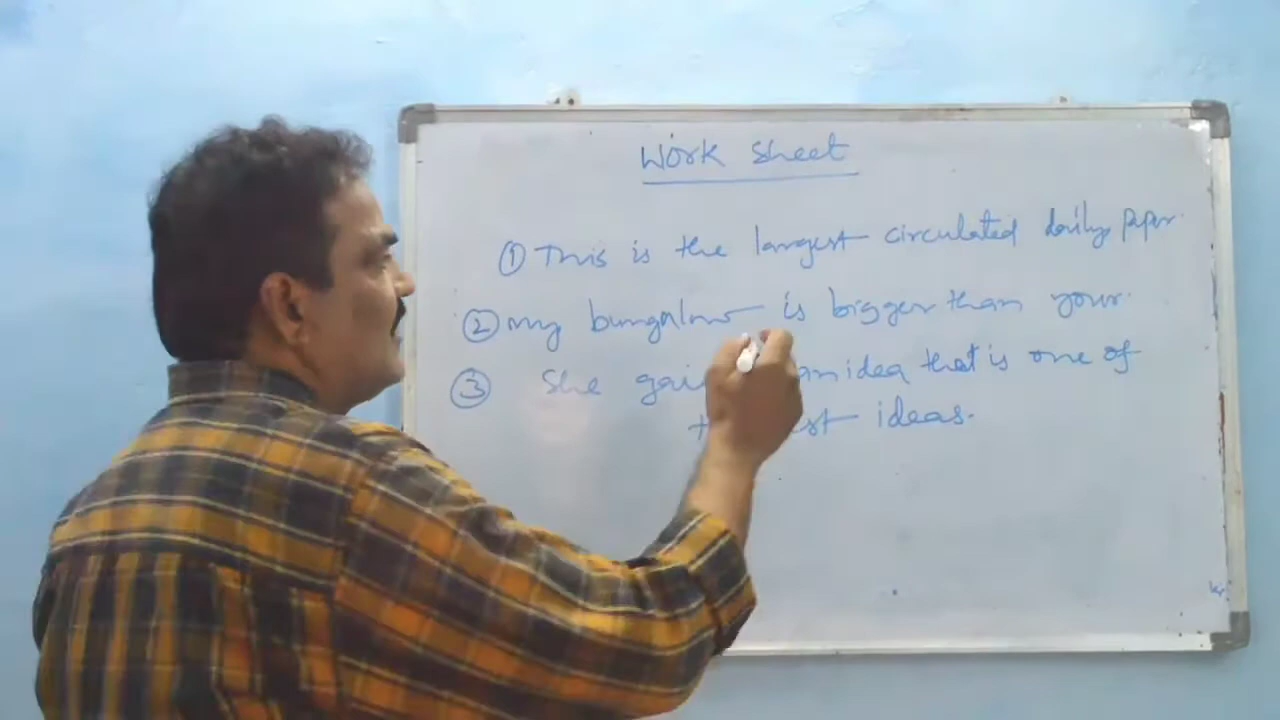 Work Sheet
① This is the largest circulated daily paper.
② my bungalow is bigger than your.
③ She an idea that is one of
ideas.